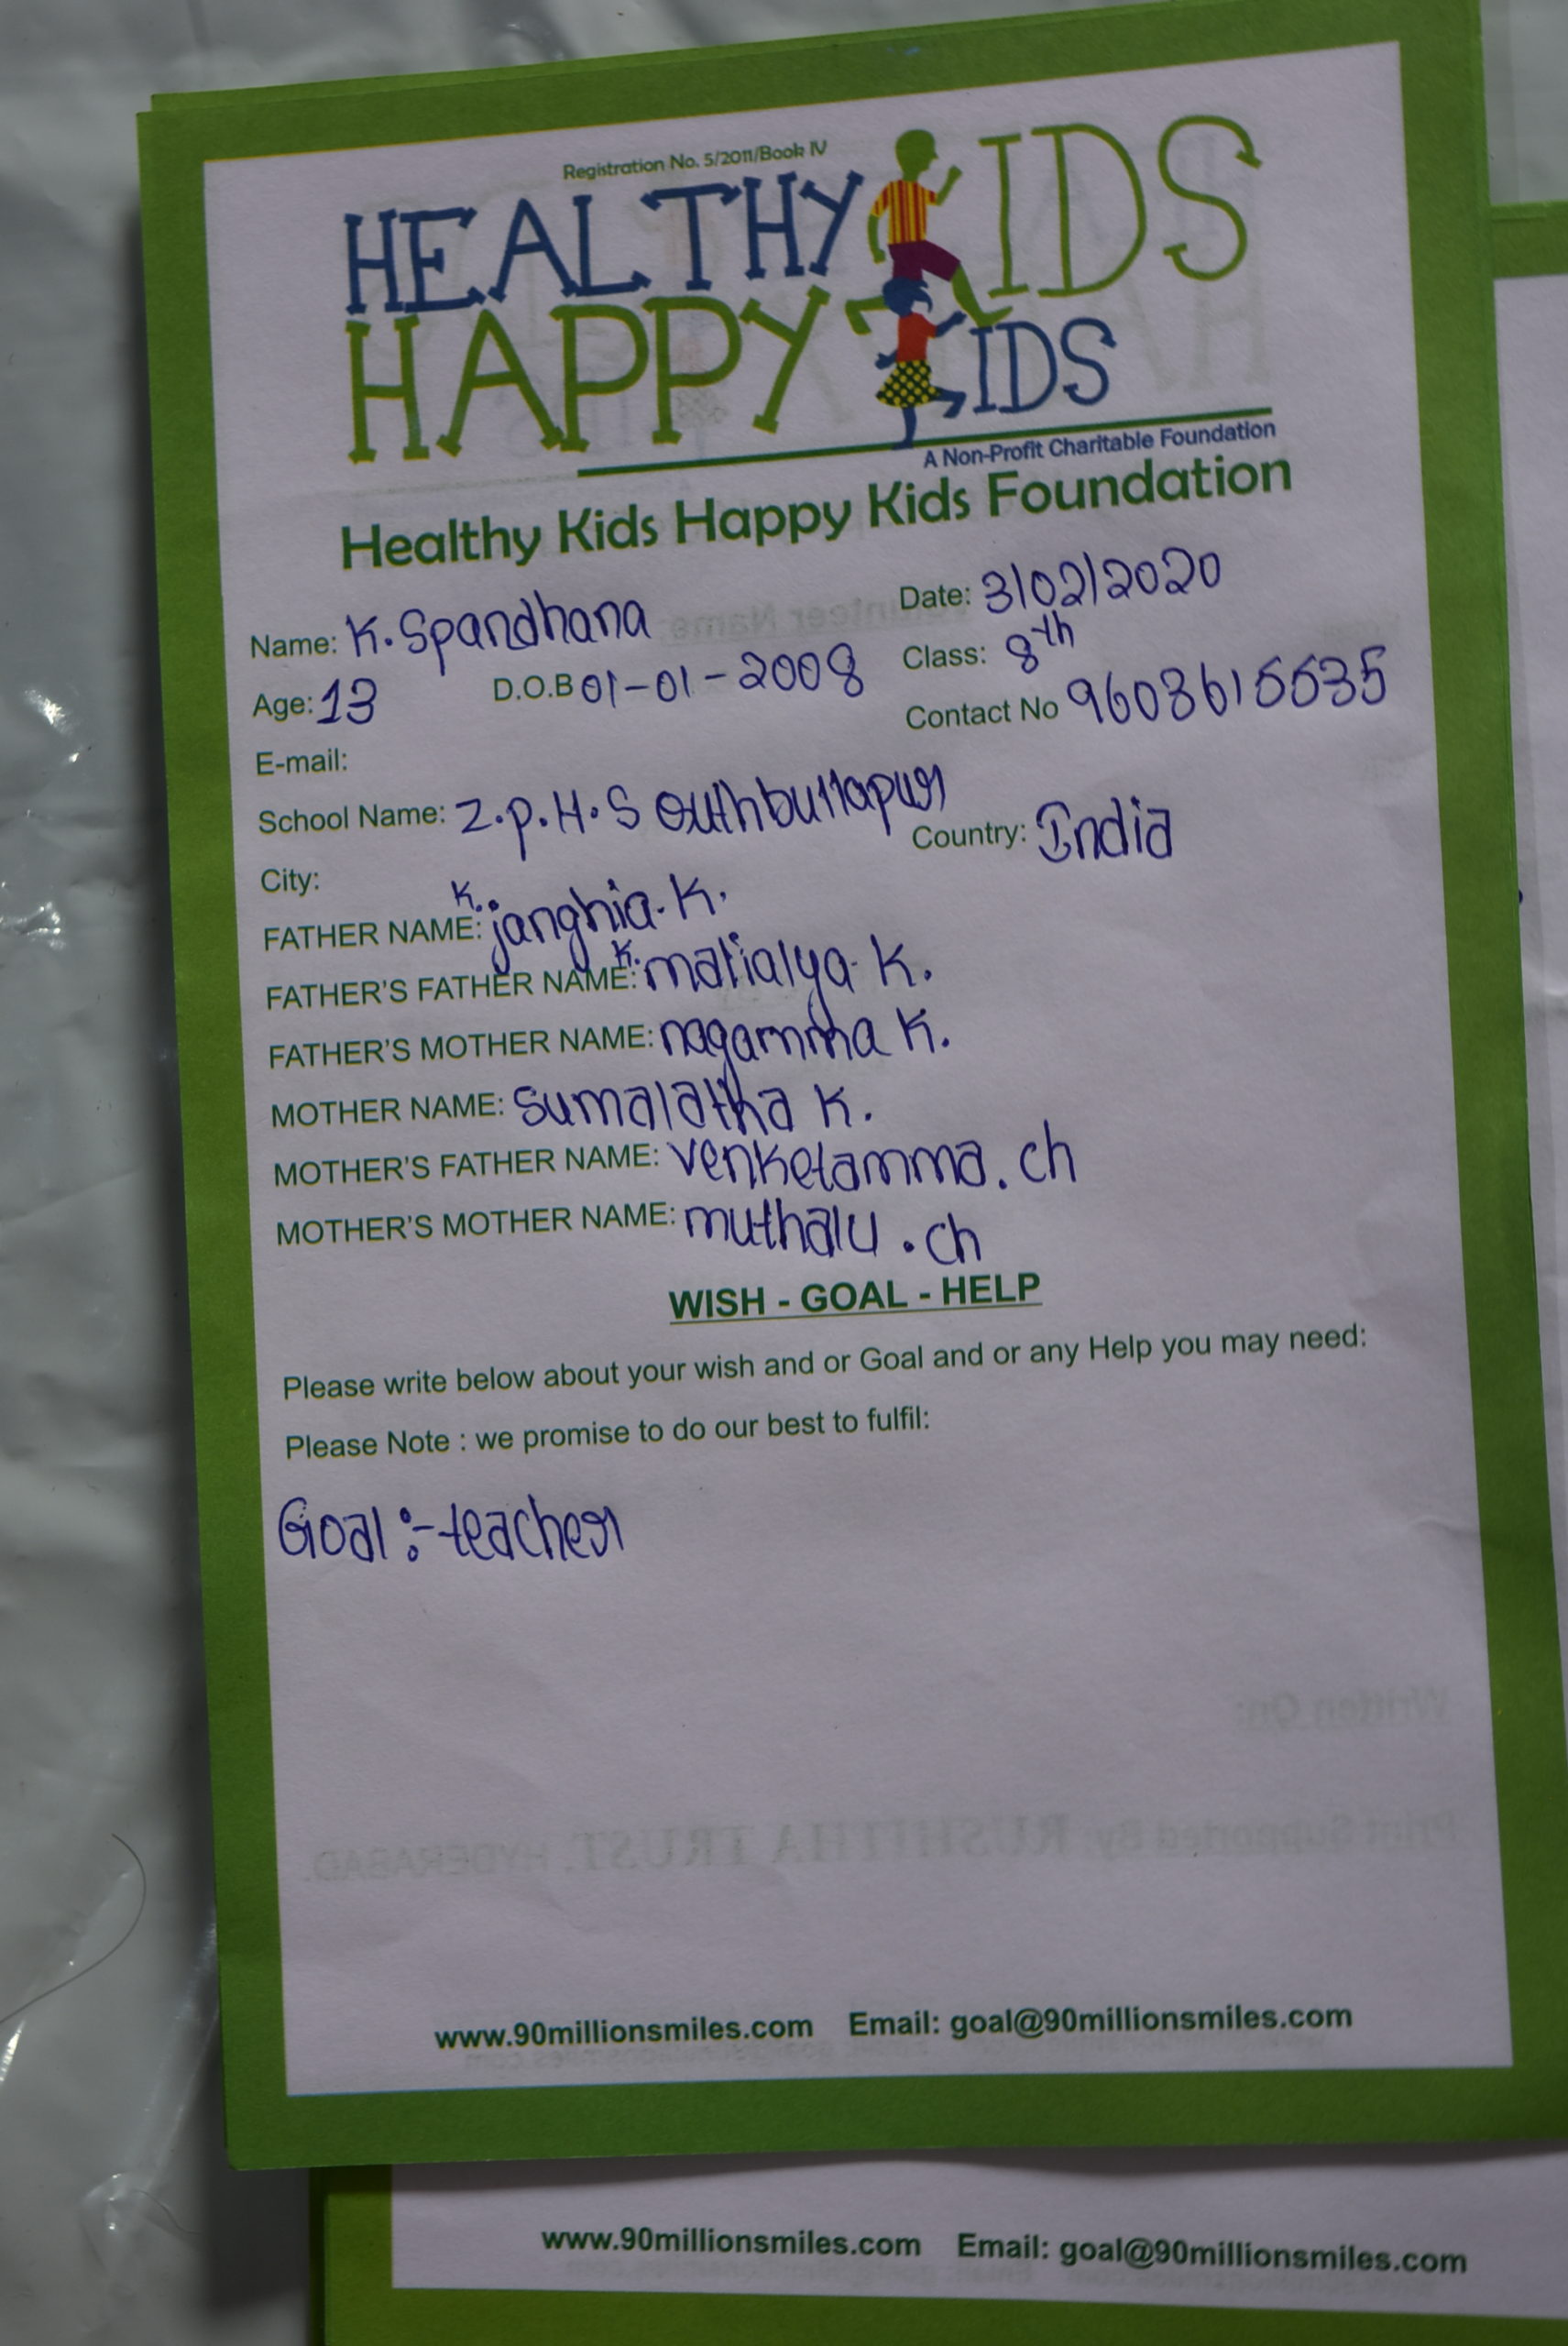 Registration No. 5/2011/Book IV
HEALTHY KIDS
HAPPY KIDS
A Non-Profit Charitable Foundation
Healthy Kids Happy Kids Foundation
Name: K. Spandhana Date: 3/02/2020
Age: 13 D.O.B 01-01-2008 Class: 8th
Contact No 9603615535
E-mail:
School Name: Z.P.H.S Quthbullapur
City: Country: India
FATHER NAME: K. janghia. K.
FATHER'S FATHER NAME: K. malialya. K.
FATHER'S MOTHER NAME: nagamma K.
MOTHER NAME: sumalatha K.
MOTHER'S FATHER NAME: venketamma. ch
MOTHER'S MOTHER NAME: muthalu . ch
WISH - GOAL - HELP
Please write below about your wish and or Goal and or any Help you may need:
Please Note : we promise to do our best to fulfil:
Goal :- teacher
www.90millionsmiles.com Email: goal@90millionsmiles.com
www.90millionsmiles.com Email: goal@90millionsmiles.com